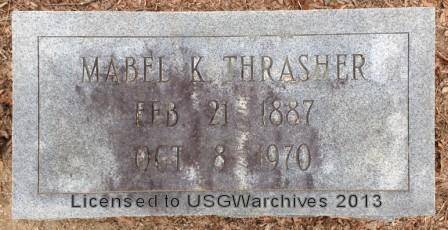 MABEL K. THRASHER
FEB. 21 1887
OCT. 8 1970
Licensed to USGWarchives 2013